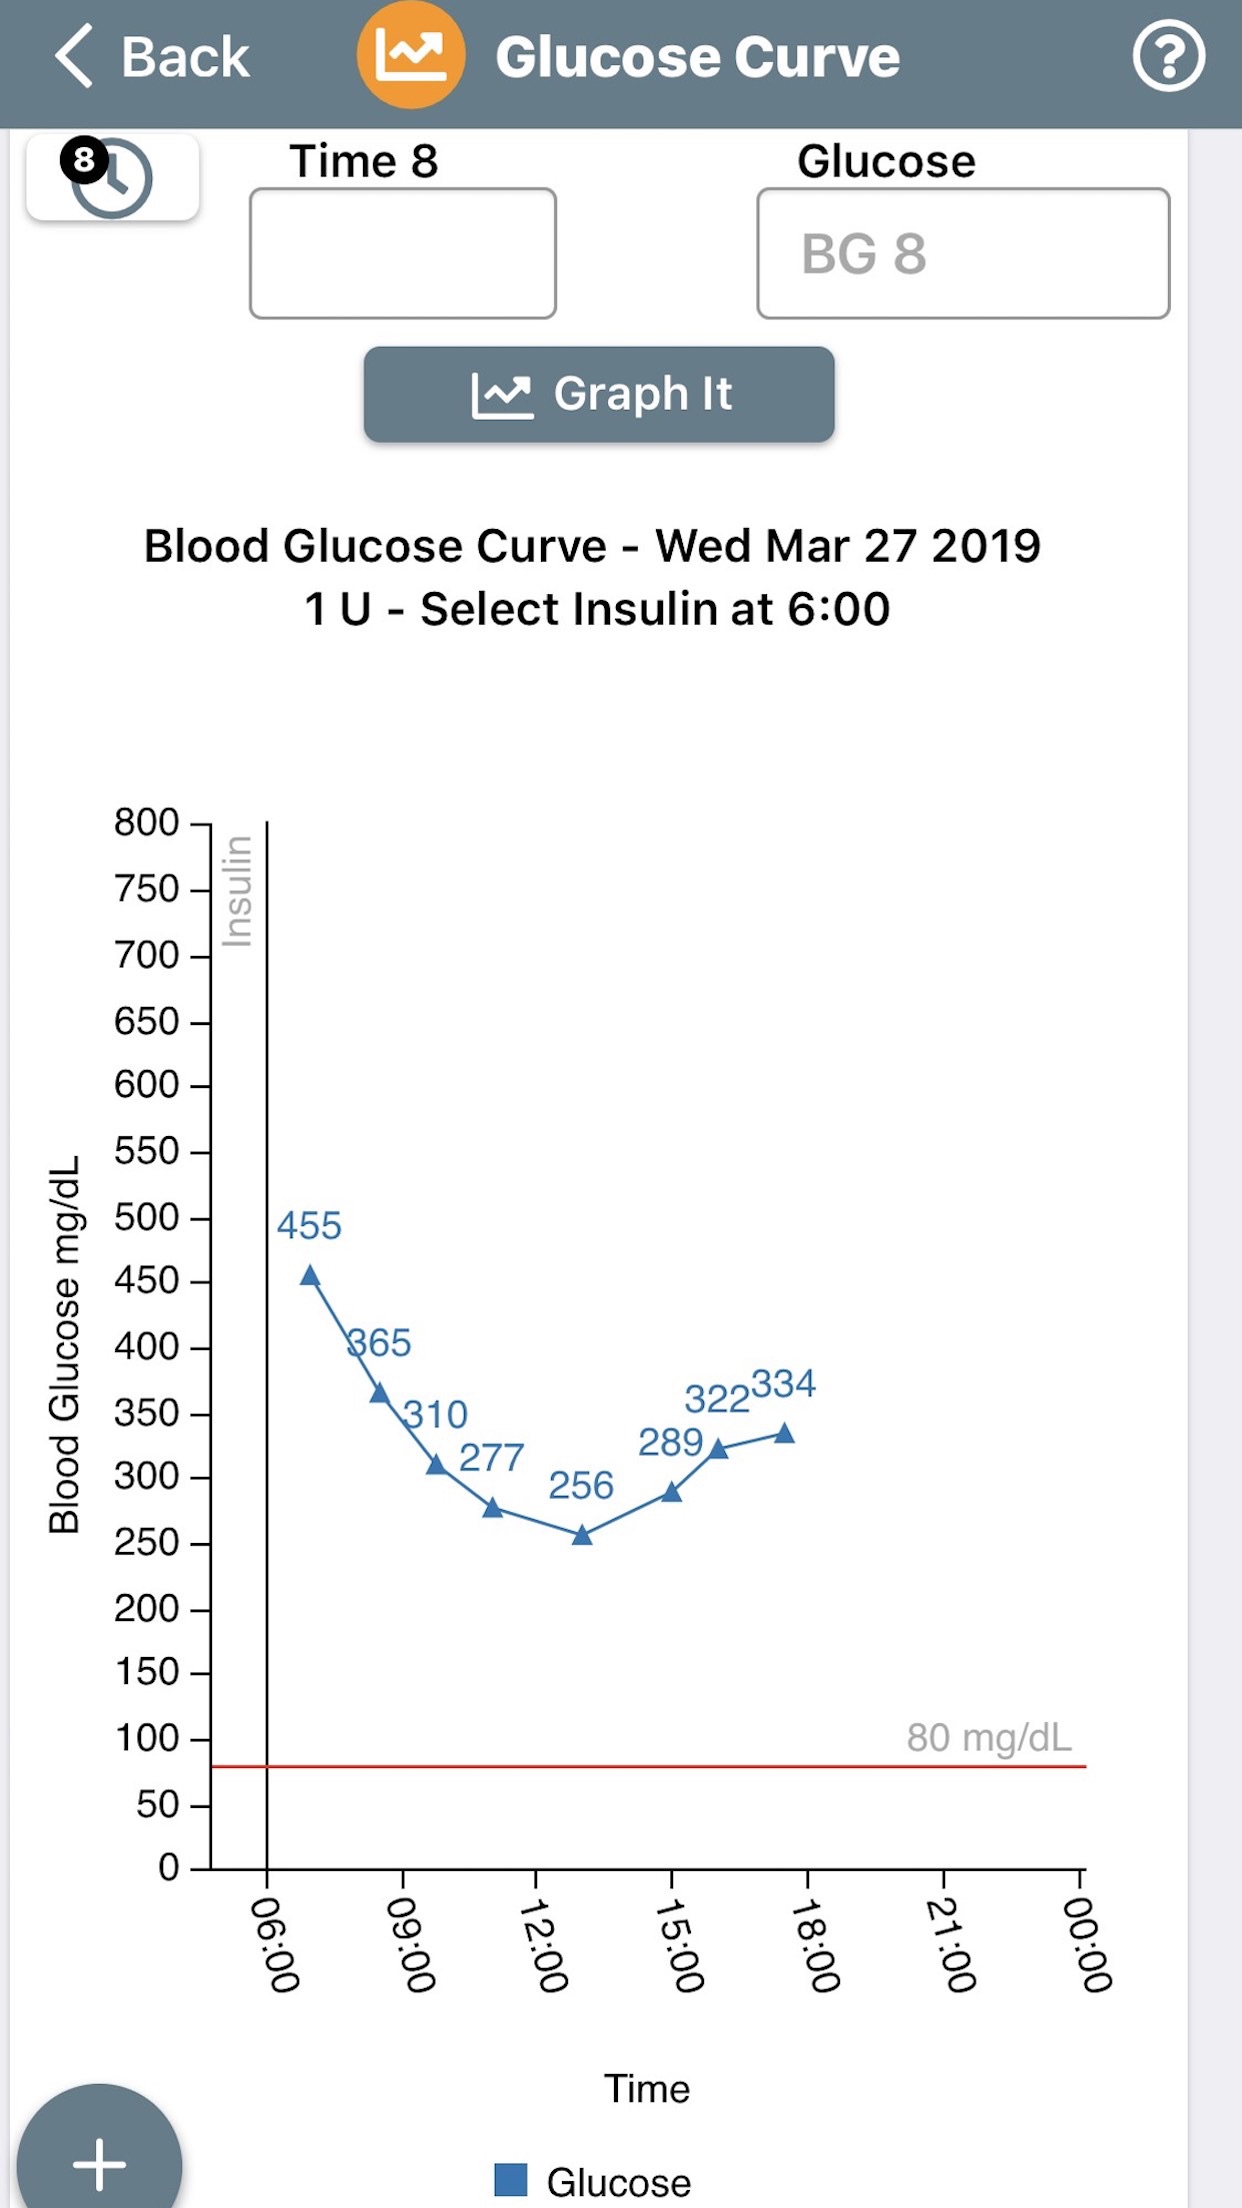 Back Glucose Curve
8 Time 8 Glucose
BG 8
Graph It
Blood Glucose Curve - Wed Mar 27 2019
1 U - Select Insulin at 6:00
Insulin
800
750
700
650
600
550
500
450
400
350
300
250
200
150
100
50
0
Blood Glucose mg/dL
455
365
310
277
256
289
322
334
80 mg/dL
06:00 09:00 12:00 15:00 18:00 21:00 00:00
Time
+
Glucose